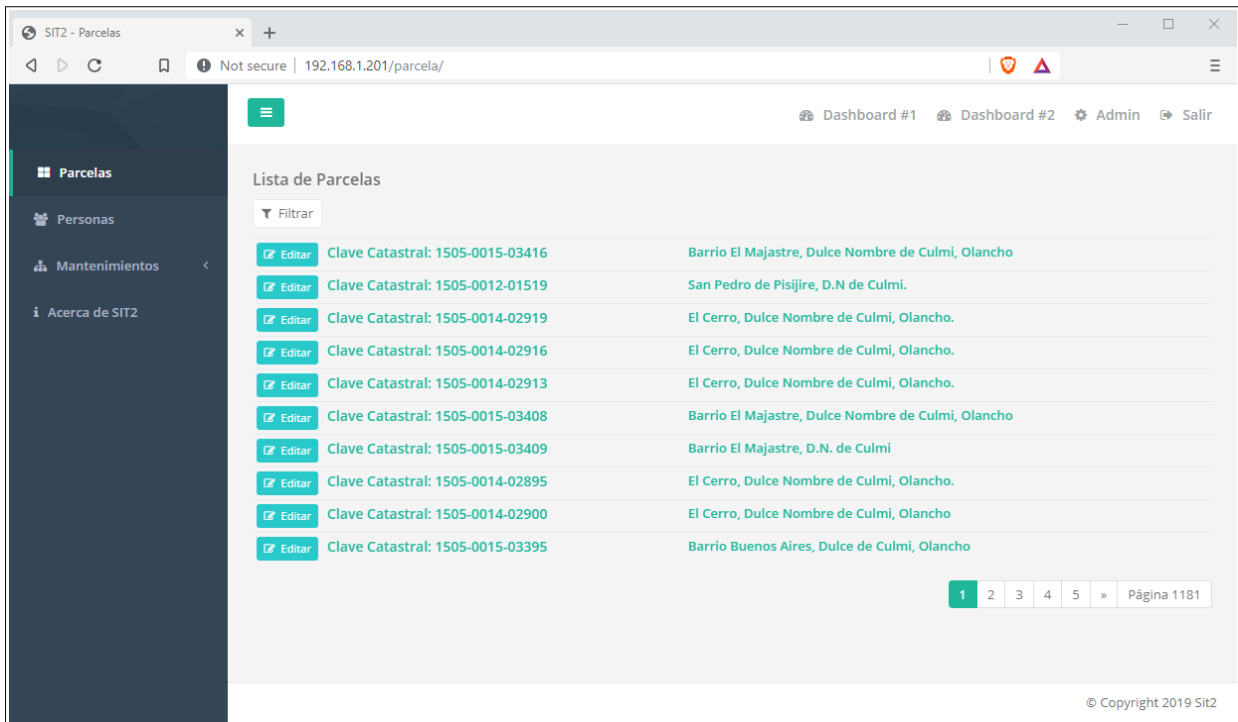 SIT2 - Parcelas
Not secure | 192.168.1.201/parcela/
Dashboard #1 Dashboard #2 Admin Salir
Parcelas
Personas
Mantenimientos
Acerca de SIT2
Lista de Parcelas
Filtrar
Editar Clave Catastral: 1505-0015-03416 Barrio El Majastre, Dulce Nombre de Culmi, Olancho
Editar Clave Catastral: 1505-0012-01519 San Pedro de Pisijire, D.N de Culmi.
Editar Clave Catastral: 1505-0014-02919 El Cerro, Dulce Nombre de Culmi, Olancho.
Editar Clave Catastral: 1505-0014-02916 El Cerro, Dulce Nombre de Culmi, Olancho.
Editar Clave Catastral: 1505-0014-02913 El Cerro, Dulce Nombre de Culmi, Olancho.
Editar Clave Catastral: 1505-0015-03408 Barrio El Majastre, Dulce Nombre de Culmi, Olancho
Editar Clave Catastral: 1505-0015-03409 Barrio El Majastre, D.N. de Culmi
Editar Clave Catastral: 1505-0014-02895 El Cerro, Dulce Nombre de Culmi, Olancho.
Editar Clave Catastral: 1505-0014-02900 El Cerro, Dulce Nombre de Culmi, Olancho
Editar Clave Catastral: 1505-0015-03395 Barrio Buenos Aires, Dulce de Culmi, Olancho
1 2 3 4 5 » Página 1181
© Copyright 2019 Sit2